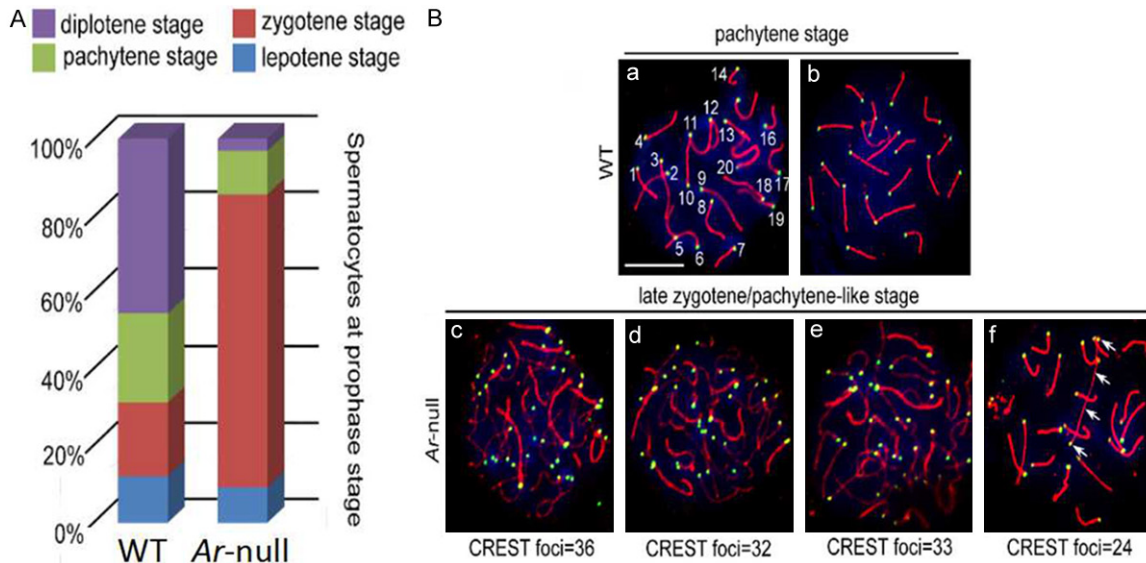 A
diplotene stage
zygotene stage
pachytene stage
lepotene stage
100%
80%
60%
40%
20%
0%
WT
Ar-null
Spermatocytes at prophase stage
B
pachytene stage
WT
a
14
12
11
13
4
16
3
1
2
9
20
10
8
18
17
19
5
6
7
b
late zygotene/pachytene-like stage
Ar-null
c
d
e
f
CREST foci=36
CREST foci=32
CREST foci=33
CREST foci=24